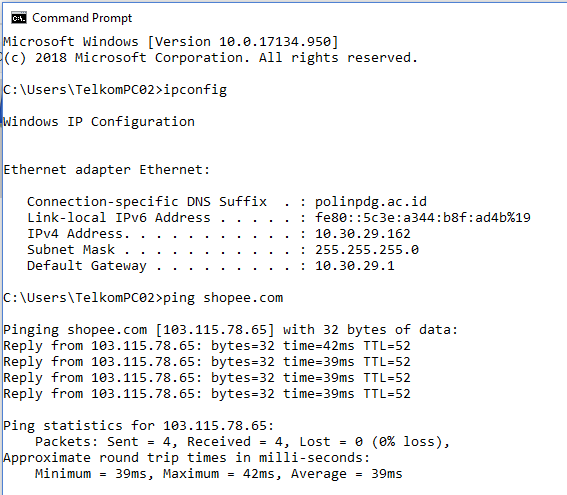 Command Prompt
Microsoft Windows [Version 10.0.17134.950]
(c) 2018 Microsoft Corporation. All rights reserved.
C:\Users\TelkomPC02>ipconfig
Windows IP Configuration
Ethernet adapter Ethernet:
Connection-specific DNS Suffix  . : polinpdg.ac.id
Link-local IPv6 Address . . . . . : fe80::5c3e:a344:b8f:ad4b%19
IPv4 Address. . . . . . . . . . . : 10.30.29.162
Subnet Mask . . . . . . . . . . . : 255.255.255.0
Default Gateway . . . . . . . . . : 10.30.29.1
C:\Users\TelkomPC02>ping shopee.com
Pinging shopee.com [103.115.78.65] with 32 bytes of data:
Reply from 103.115.78.65: bytes=32 time=42ms TTL=52
Reply from 103.115.78.65: bytes=32 time=39ms TTL=52
Reply from 103.115.78.65: bytes=32 time=39ms TTL=52
Reply from 103.115.78.65: bytes=32 time=39ms TTL=52
Ping statistics for 103.115.78.65:
Packets: Sent = 4, Received = 4, Lost = 0 (0% loss),
Approximate round trip times in milli-seconds:
Minimum = 39ms, Maximum = 42ms, Average = 39ms